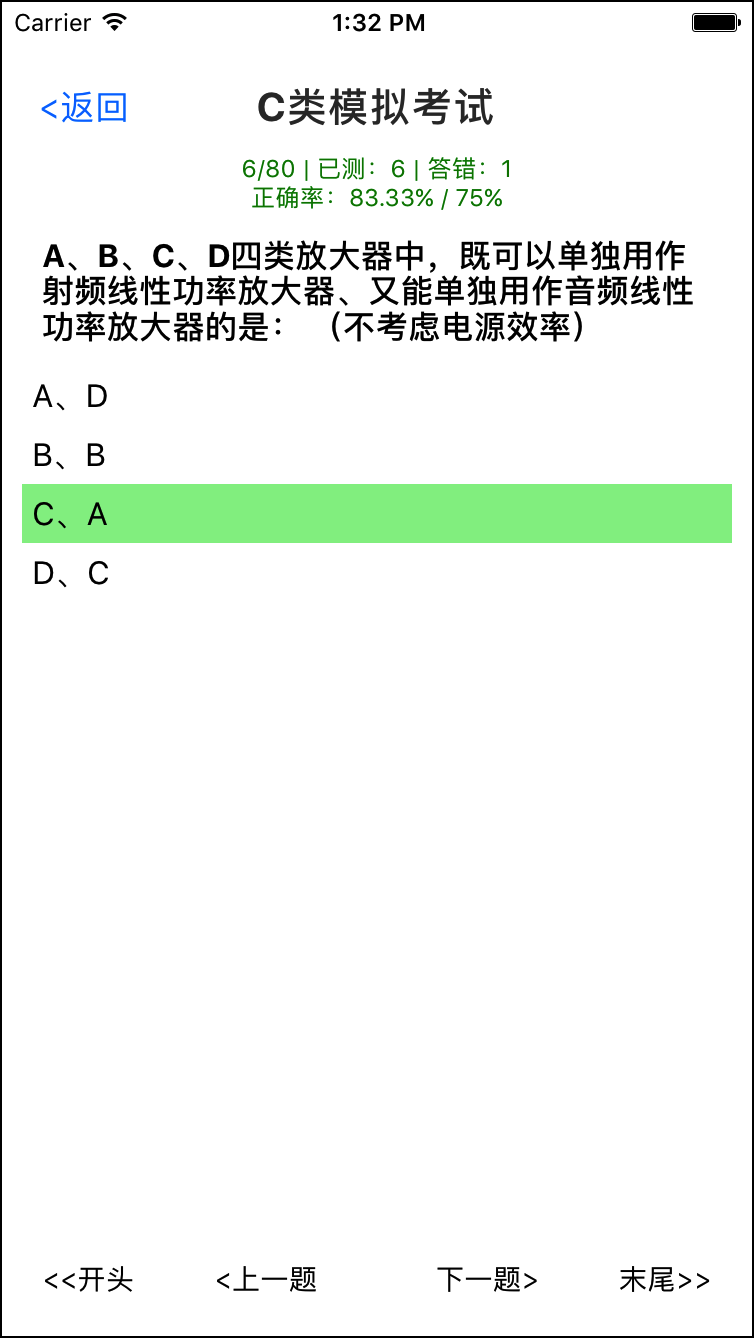 Carrier 1:32 PM
<返回 C类模拟考试
6/80 | 已测：6 | 答错：1
正确率：83.33% / 75%
A、B、C、D四类放大器中，既可以单独用作
射频线性功率放大器、又能单独用作音频线性
功率放大器的是： （不考虑电源效率）
A、D
B、B
C、A
D、C
<<开头 <上一题 下一题> 末尾>>